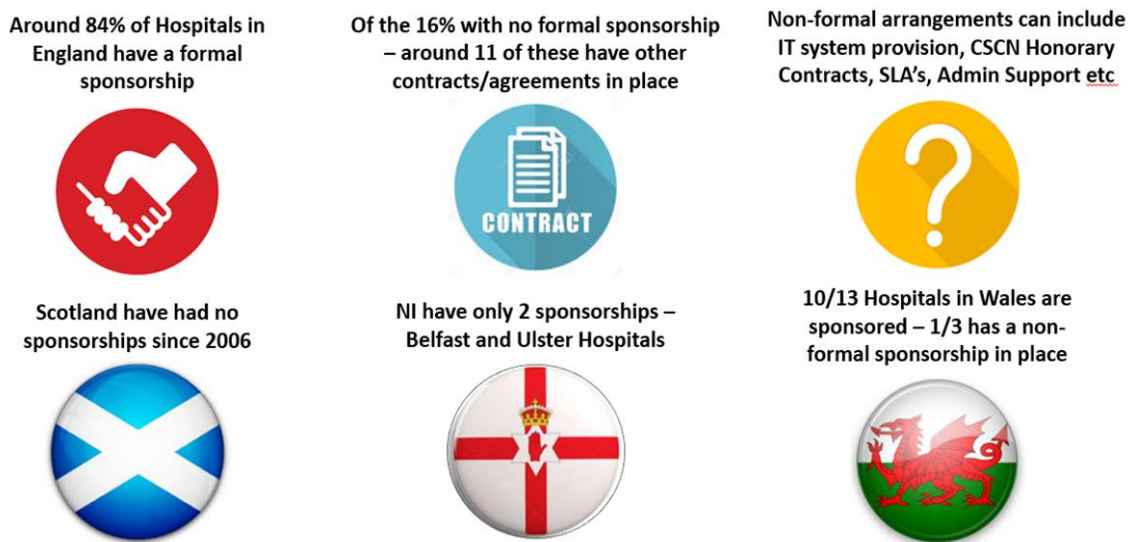 Around 84% of Hospitals in
England have a formal
sponsorship
Of the 16% with no formal sponsorship
– around 11 of these have other
contracts/agreements in place
Non-formal arrangements can include
IT system provision, CSCN Honorary
Contracts, SLA's, Admin Support etc
CONTRACT
Scotland have had no
sponsorships since 2006
NI have only 2 sponsorships –
Belfast and Ulster Hospitals
10/13 Hospitals in Wales are
sponsored – 1/3 has a non-
formal sponsorship in place